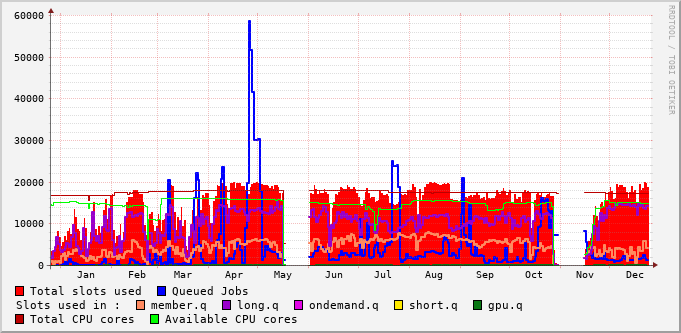 RRDTOOL / TOBI OETIKER
60000
50000
40000
30000
20000
10000
0
Jan Feb Mar Apr May Jun Jul Aug Sep Oct Nov Dec
Total slots used Queued Jobs
Slots used in : member.q long.q ondemand.q short.q gpu.q
Total CPU cores Available CPU cores